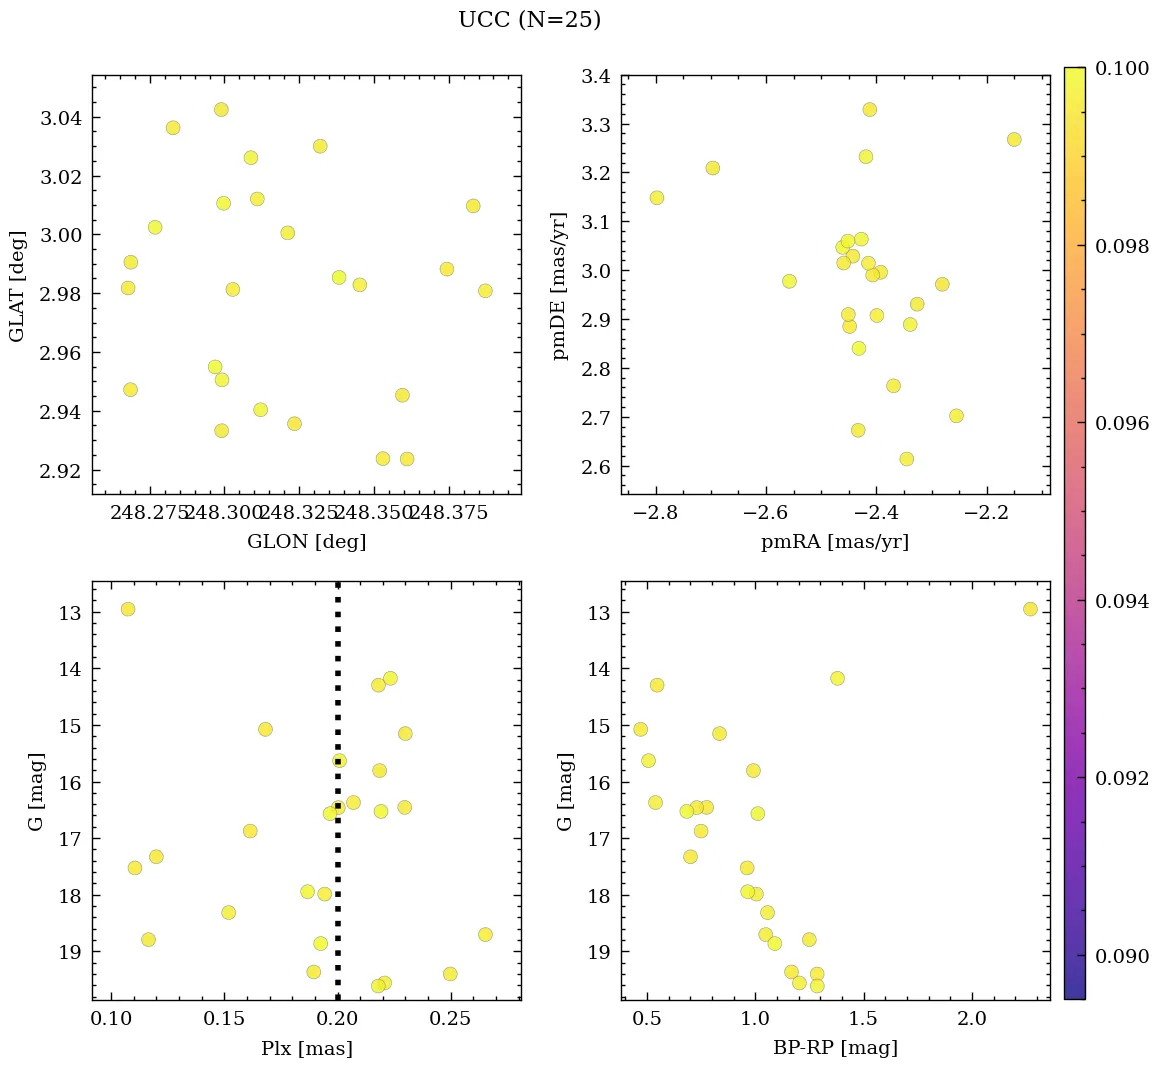 UCC (N=25)
3.04
3.02
3.00
2.98
2.96
2.94
2.92
GLAT [deg]
248.275 248.300 248.325 248.350 248.375
GLON [deg]
3.4
3.3
3.2
3.1
3.0
2.9
2.8
2.7
2.6
pmDE [mas/yr]
−2.8 −2.6 −2.4 −2.2
pmRA [mas/yr]
0.100
0.098
0.096
0.094
0.092
0.090
13
14
15
16
17
18
19
G [mag]
0.10 0.15 0.20 0.25
Plx [mas]
13
14
15
16
17
18
19
G [mag]
0.5 1.0 1.5 2.0
BP-RP [mag]